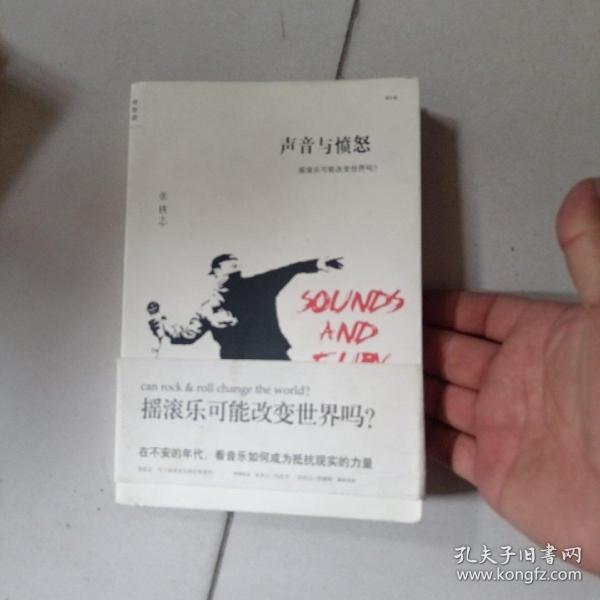 声音与愤怒
摇滚乐可能改变世界吗?
张铁志
SOUNDS
AND
FURY
can rock & roll change the world?
摇滚乐可能改变世界吗?
在不安的年代,看音乐如何成为抵抗现实的力量
孔夫子旧书网
www.kongfz.com